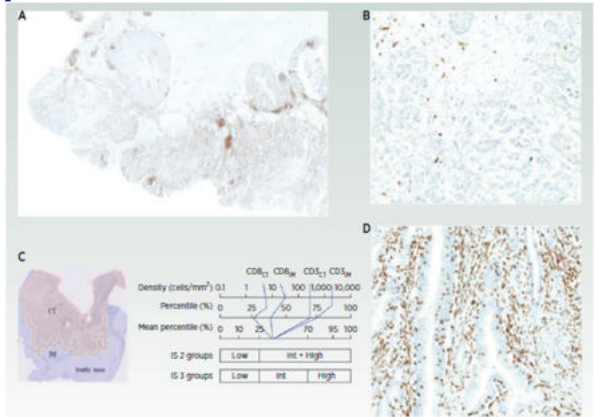 A
B
C
D
CT
IM
CD8CT CD8IM CD3CT CD3IM
Density (cells/mm²) 0.1 1 10 100 1,000 10,000
Percentile (%) 0 25 50 75 100
Mean percentile (%) 0 10 25 70 95 100
IS 2 groups Low Int + High
IS 3 groups Low Int High